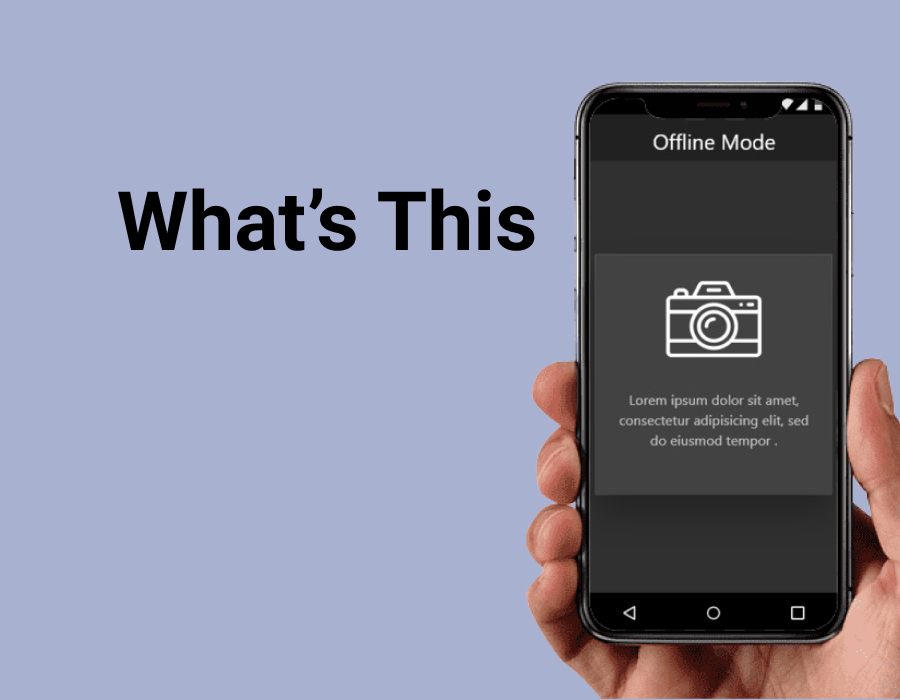 What’s This
Offline Mode
Lorem ipsum dolor sit amet,
consectetur adipisicing elit, sed
do eiusmod tempor .